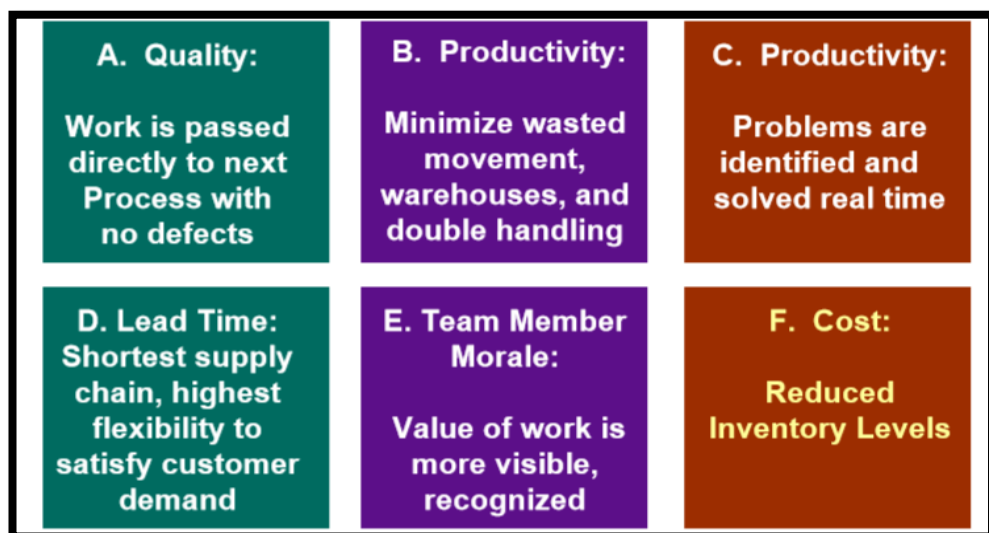 A. Quality:
Work is passed
directly to next
Process with
no defects
B. Productivity:
Minimize wasted
movement,
warehouses, and
double handling
C. Productivity:
Problems are
identified and
solved real time
D. Lead Time:
Shortest supply
chain, highest
flexibility to
satisfy customer
demand
E. Team Member
Morale:
Value of work is
more visible,
recognized
F. Cost:
Reduced
Inventory Levels